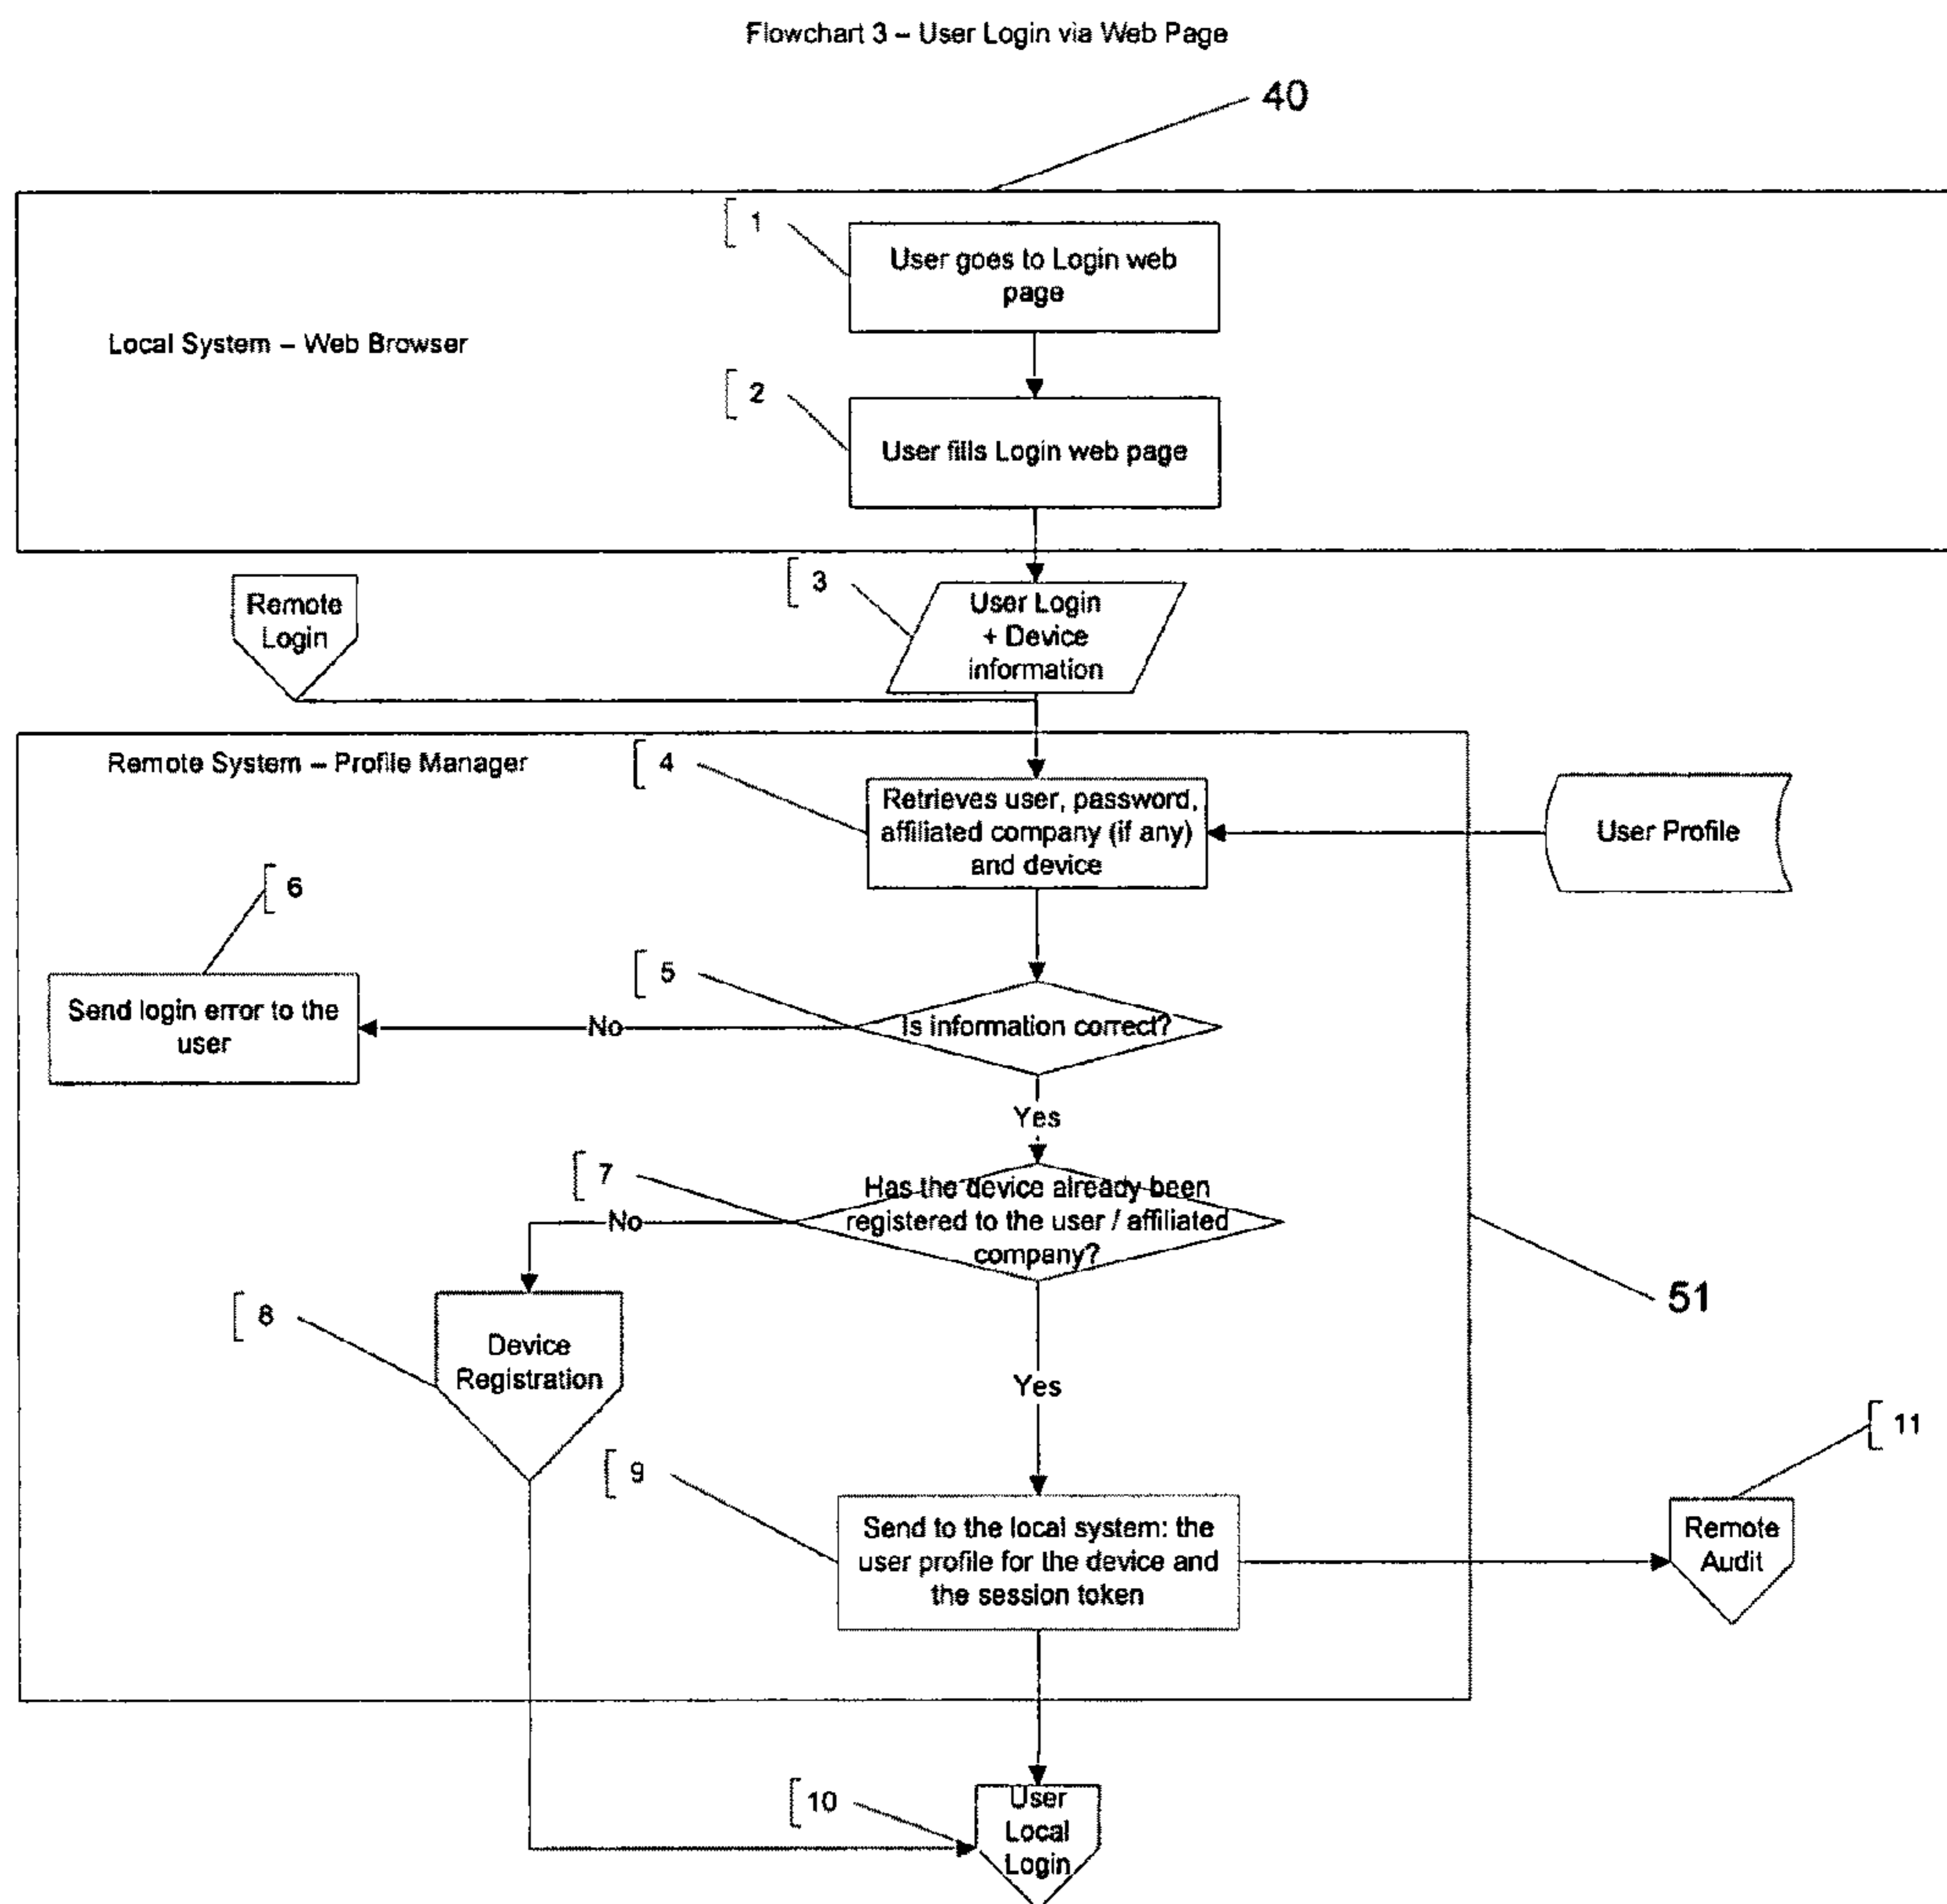 Flowchart 3 – User Login via Web Page
40
1
User goes to Login web
page
Local System – Web Browser
2
User fills Login web page
3
Remote
Login
User Login
+ Device
information
Remote System – Profile Manager
4
Retrieves user, password,
affiliated company (if any)
and device
User Profile
6
5
Send login error to the
user
No
Is information correct?
Yes
7
Has the device already been
registered to the user / affiliated
company?
No
51
8
Device
Registration
Yes
11
9
Send to the local system: the
user profile for the device and
the session token
Remote
Audit
10
User
Local
Login